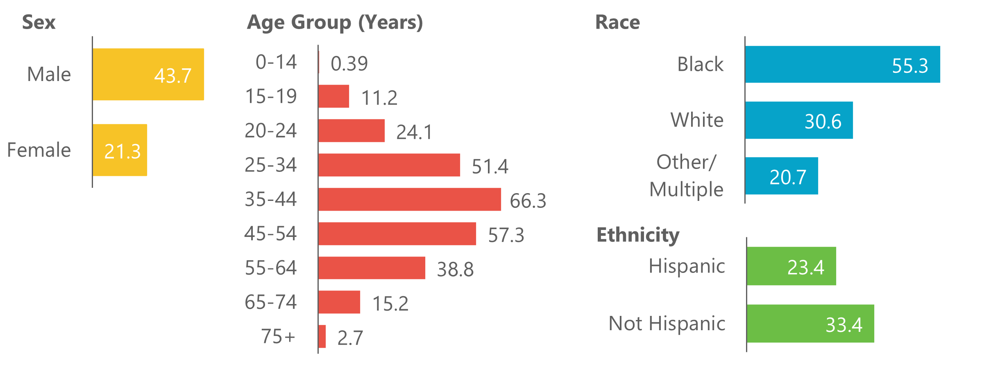 Sex
Male 43.7
Female 21.3
Age Group (Years)
0-14 0.39
15-19 11.2
20-24 24.1
25-34 51.4
35-44 66.3
45-54 57.3
55-64 38.8
65-74 15.2
75+ 2.7
Race
Black 55.3
White 30.6
Other/
Multiple 20.7
Ethnicity
Hispanic 23.4
Not Hispanic 33.4